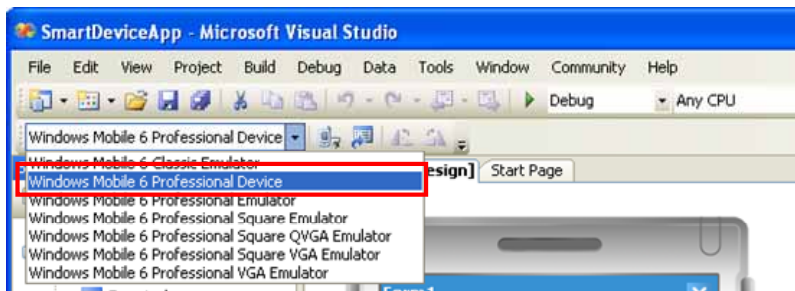 SmartDeviceApp - Microsoft Visual Studio
File Edit View Project Build Debug Data Tools Window Community Help
Debug Any CPU
Windows Mobile 6 Professional Device
Windows Mobile 6 Classic Emulator
esign] Start Page
Windows Mobile 6 Professional Device
Windows Mobile 6 Professional Emulator
Windows Mobile 6 Professional Square Emulator
Windows Mobile 6 Professional Square QVGA Emulator
Windows Mobile 6 Professional Square VGA Emulator
Windows Mobile 6 Professional VGA Emulator
Form1